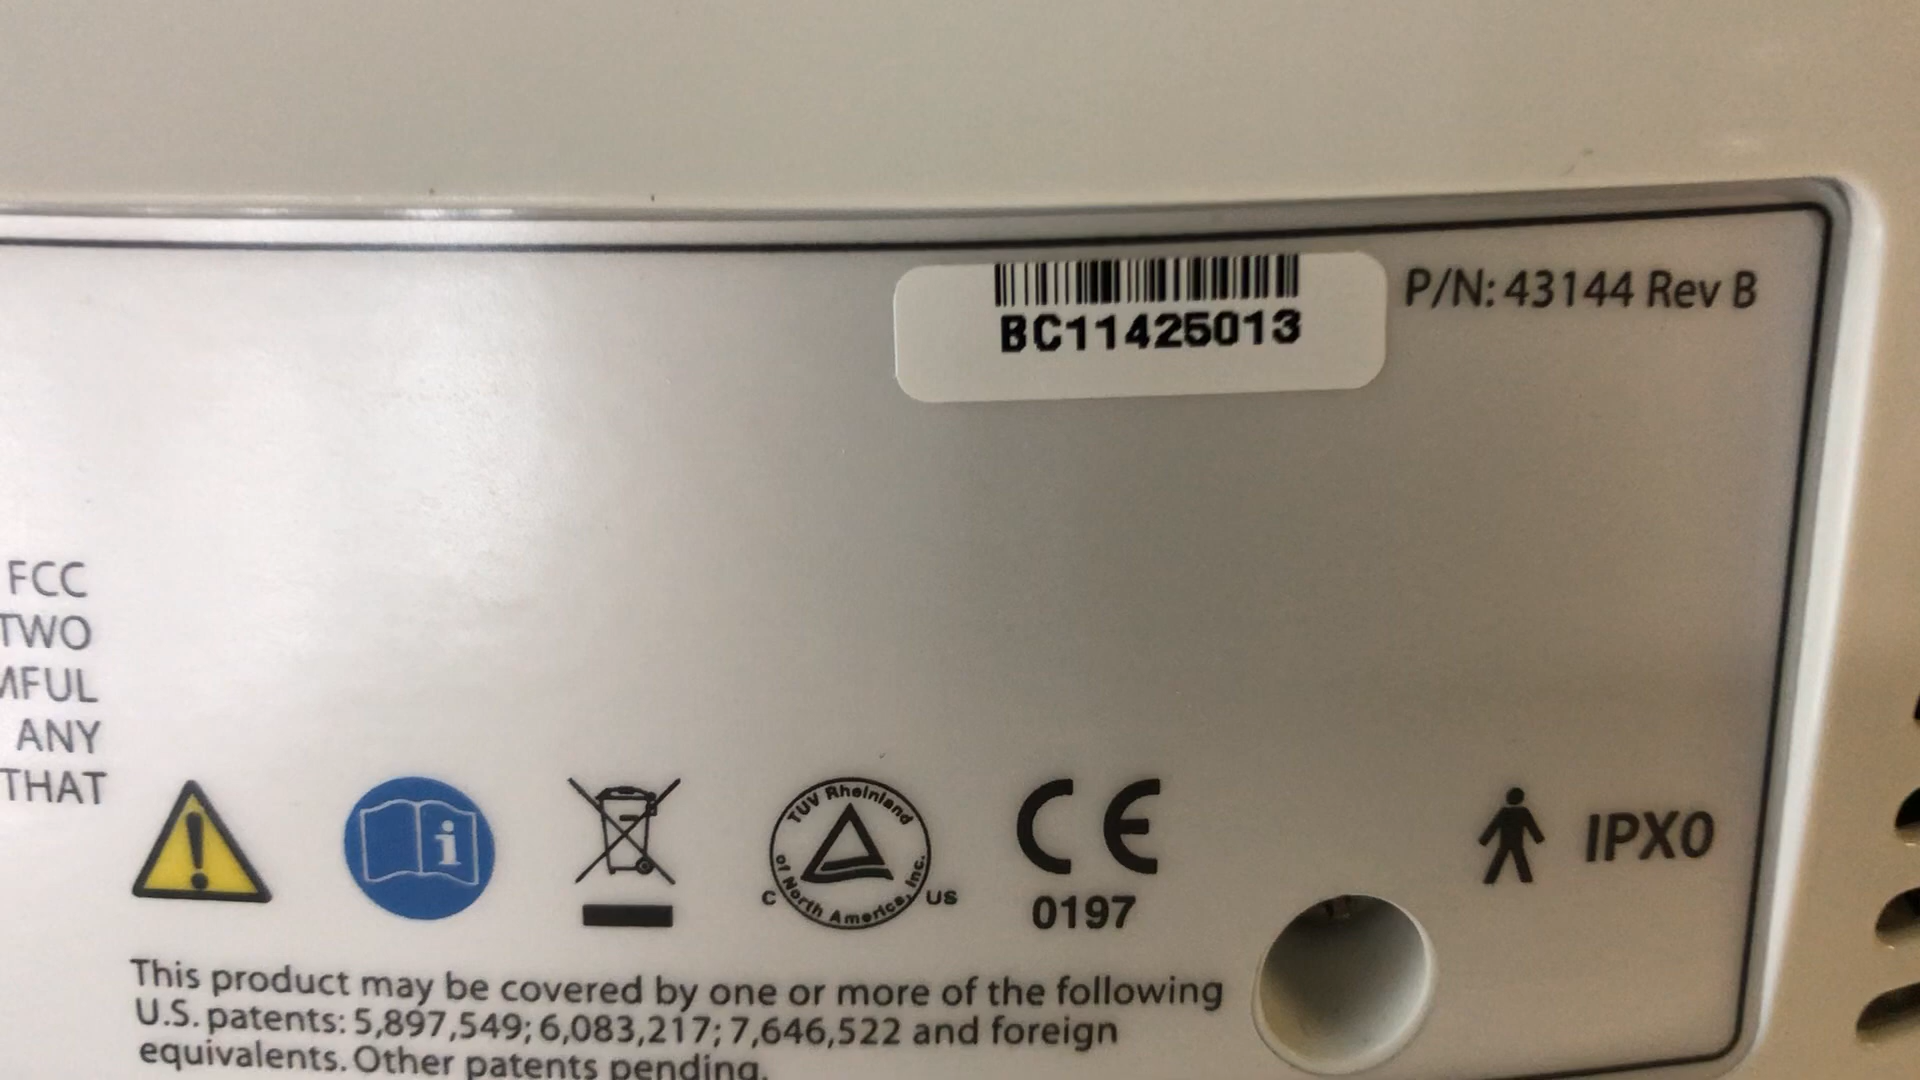 BC11425013
P/N: 43144 Rev B
FCC
TWO
ANY
THAT
TUV Rheinland
of North America, Inc.
C US
CE
0197
IPX0
This product may be covered by one or more of the following
U.S. patents: 5,897,549; 6,083,217; 7,646,522 and foreign
equivalents. Other patents pending.